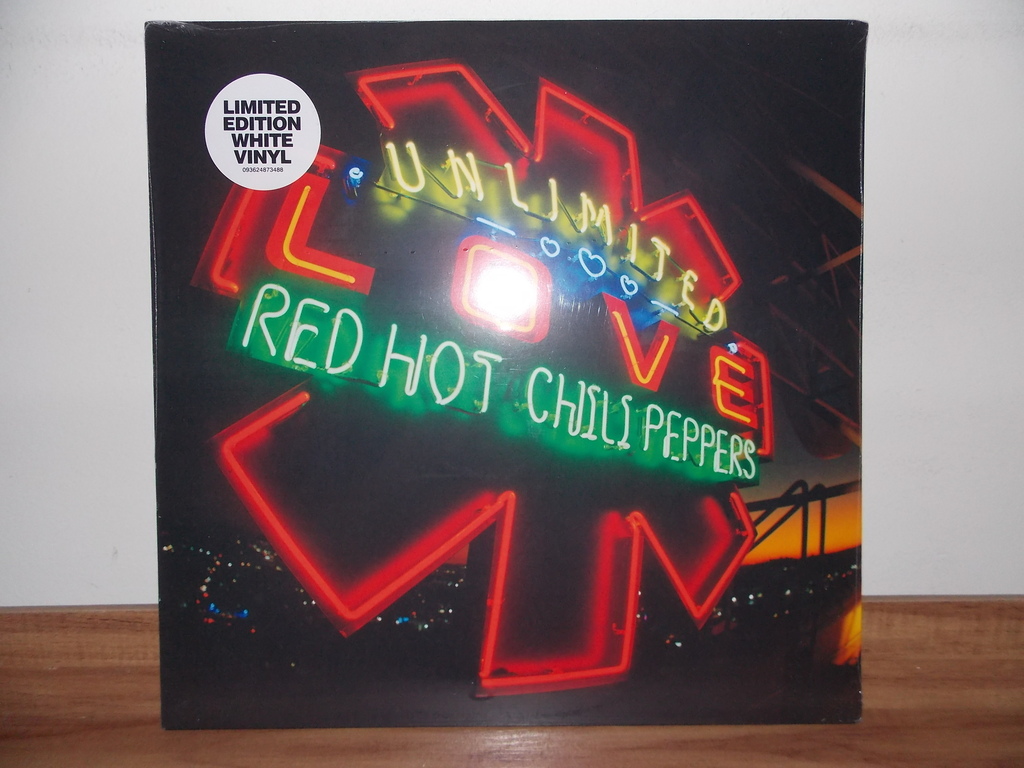 LIMITED
EDITION
WHITE
VINYL
093624873488
UNLIMITED
LOVE
RED HOT CHILI PEPPERS